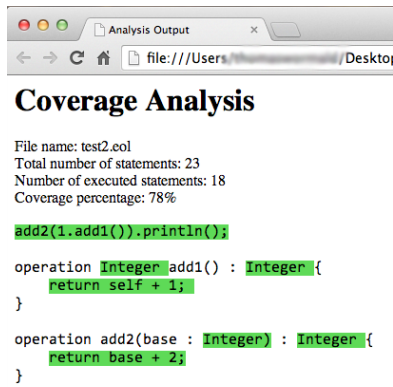 Analysis Output
file:///Users/ /Desktop
Coverage Analysis
File name: test2.eol
Total number of statements: 23
Number of executed statements: 18
Coverage percentage: 78%
add2(1.add1()).println();
operation Integer add1() : Integer {
return self + 1;
}
operation add2(base : Integer) : Integer {
return base + 2;
}